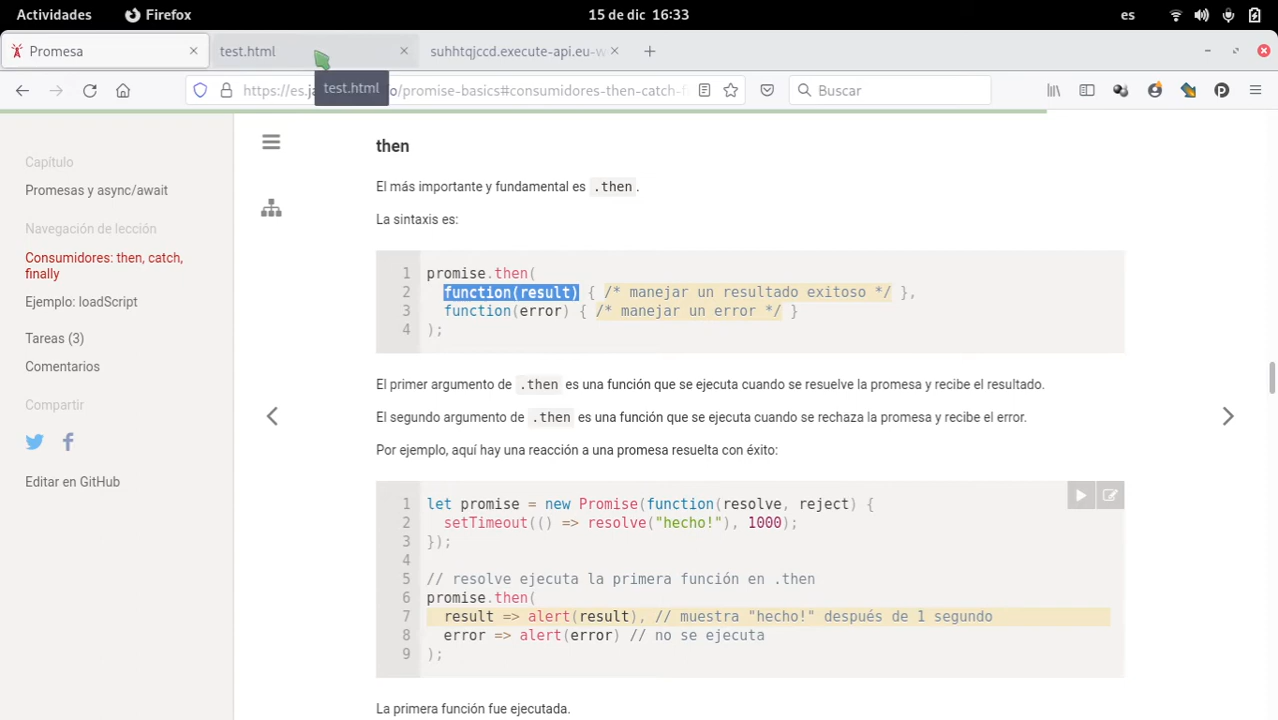 Actividades Firefox 15 de dic 16:33 es
Promesa test.html suhhtqjccd.execute-api.eu-w
https://es.ja o/promise-basics#consumidores-then-catch-f Buscar
test.html
Capítulo
Promesas y async/await
Navegación de lección
Consumidores: then, catch,
finally
Ejemplo: loadScript
Tareas (3)
Comentarios
Compartir
Editar en GitHub
then
El más importante y fundamental es .then .
La sintaxis es:
1 promise.then(
2 function(result) { /* manejar un resultado exitoso */ },
3 function(error) { /* manejar un error */ }
4 );
El primer argumento de .then es una función que se ejecuta cuando se resuelve la promesa y recibe el resultado.
El segundo argumento de .then es una función que se ejecuta cuando se rechaza la promesa y recibe el error.
Por ejemplo, aquí hay una reacción a una promesa resuelta con éxito:
1 let promise = new Promise(function(resolve, reject) {
2 setTimeout(() => resolve("hecho!"), 1000);
3 });
4
5 // resolve ejecuta la primera función en .then
6 promise.then(
7 result => alert(result), // muestra "hecho!" después de 1 segundo
8 error => alert(error) // no se ejecuta
9 );
La primera función fue ejecutada.